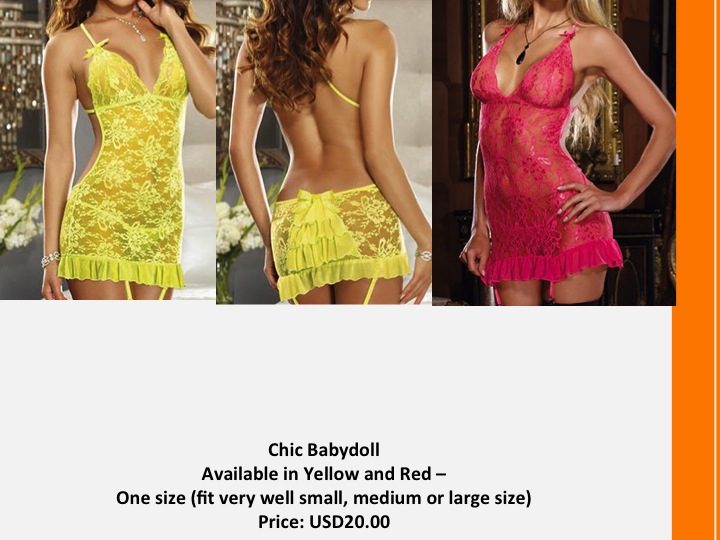 Chic Babydoll
Available in Yellow and Red –
One size (fit very well small, medium or large size)
Price: USD20.00